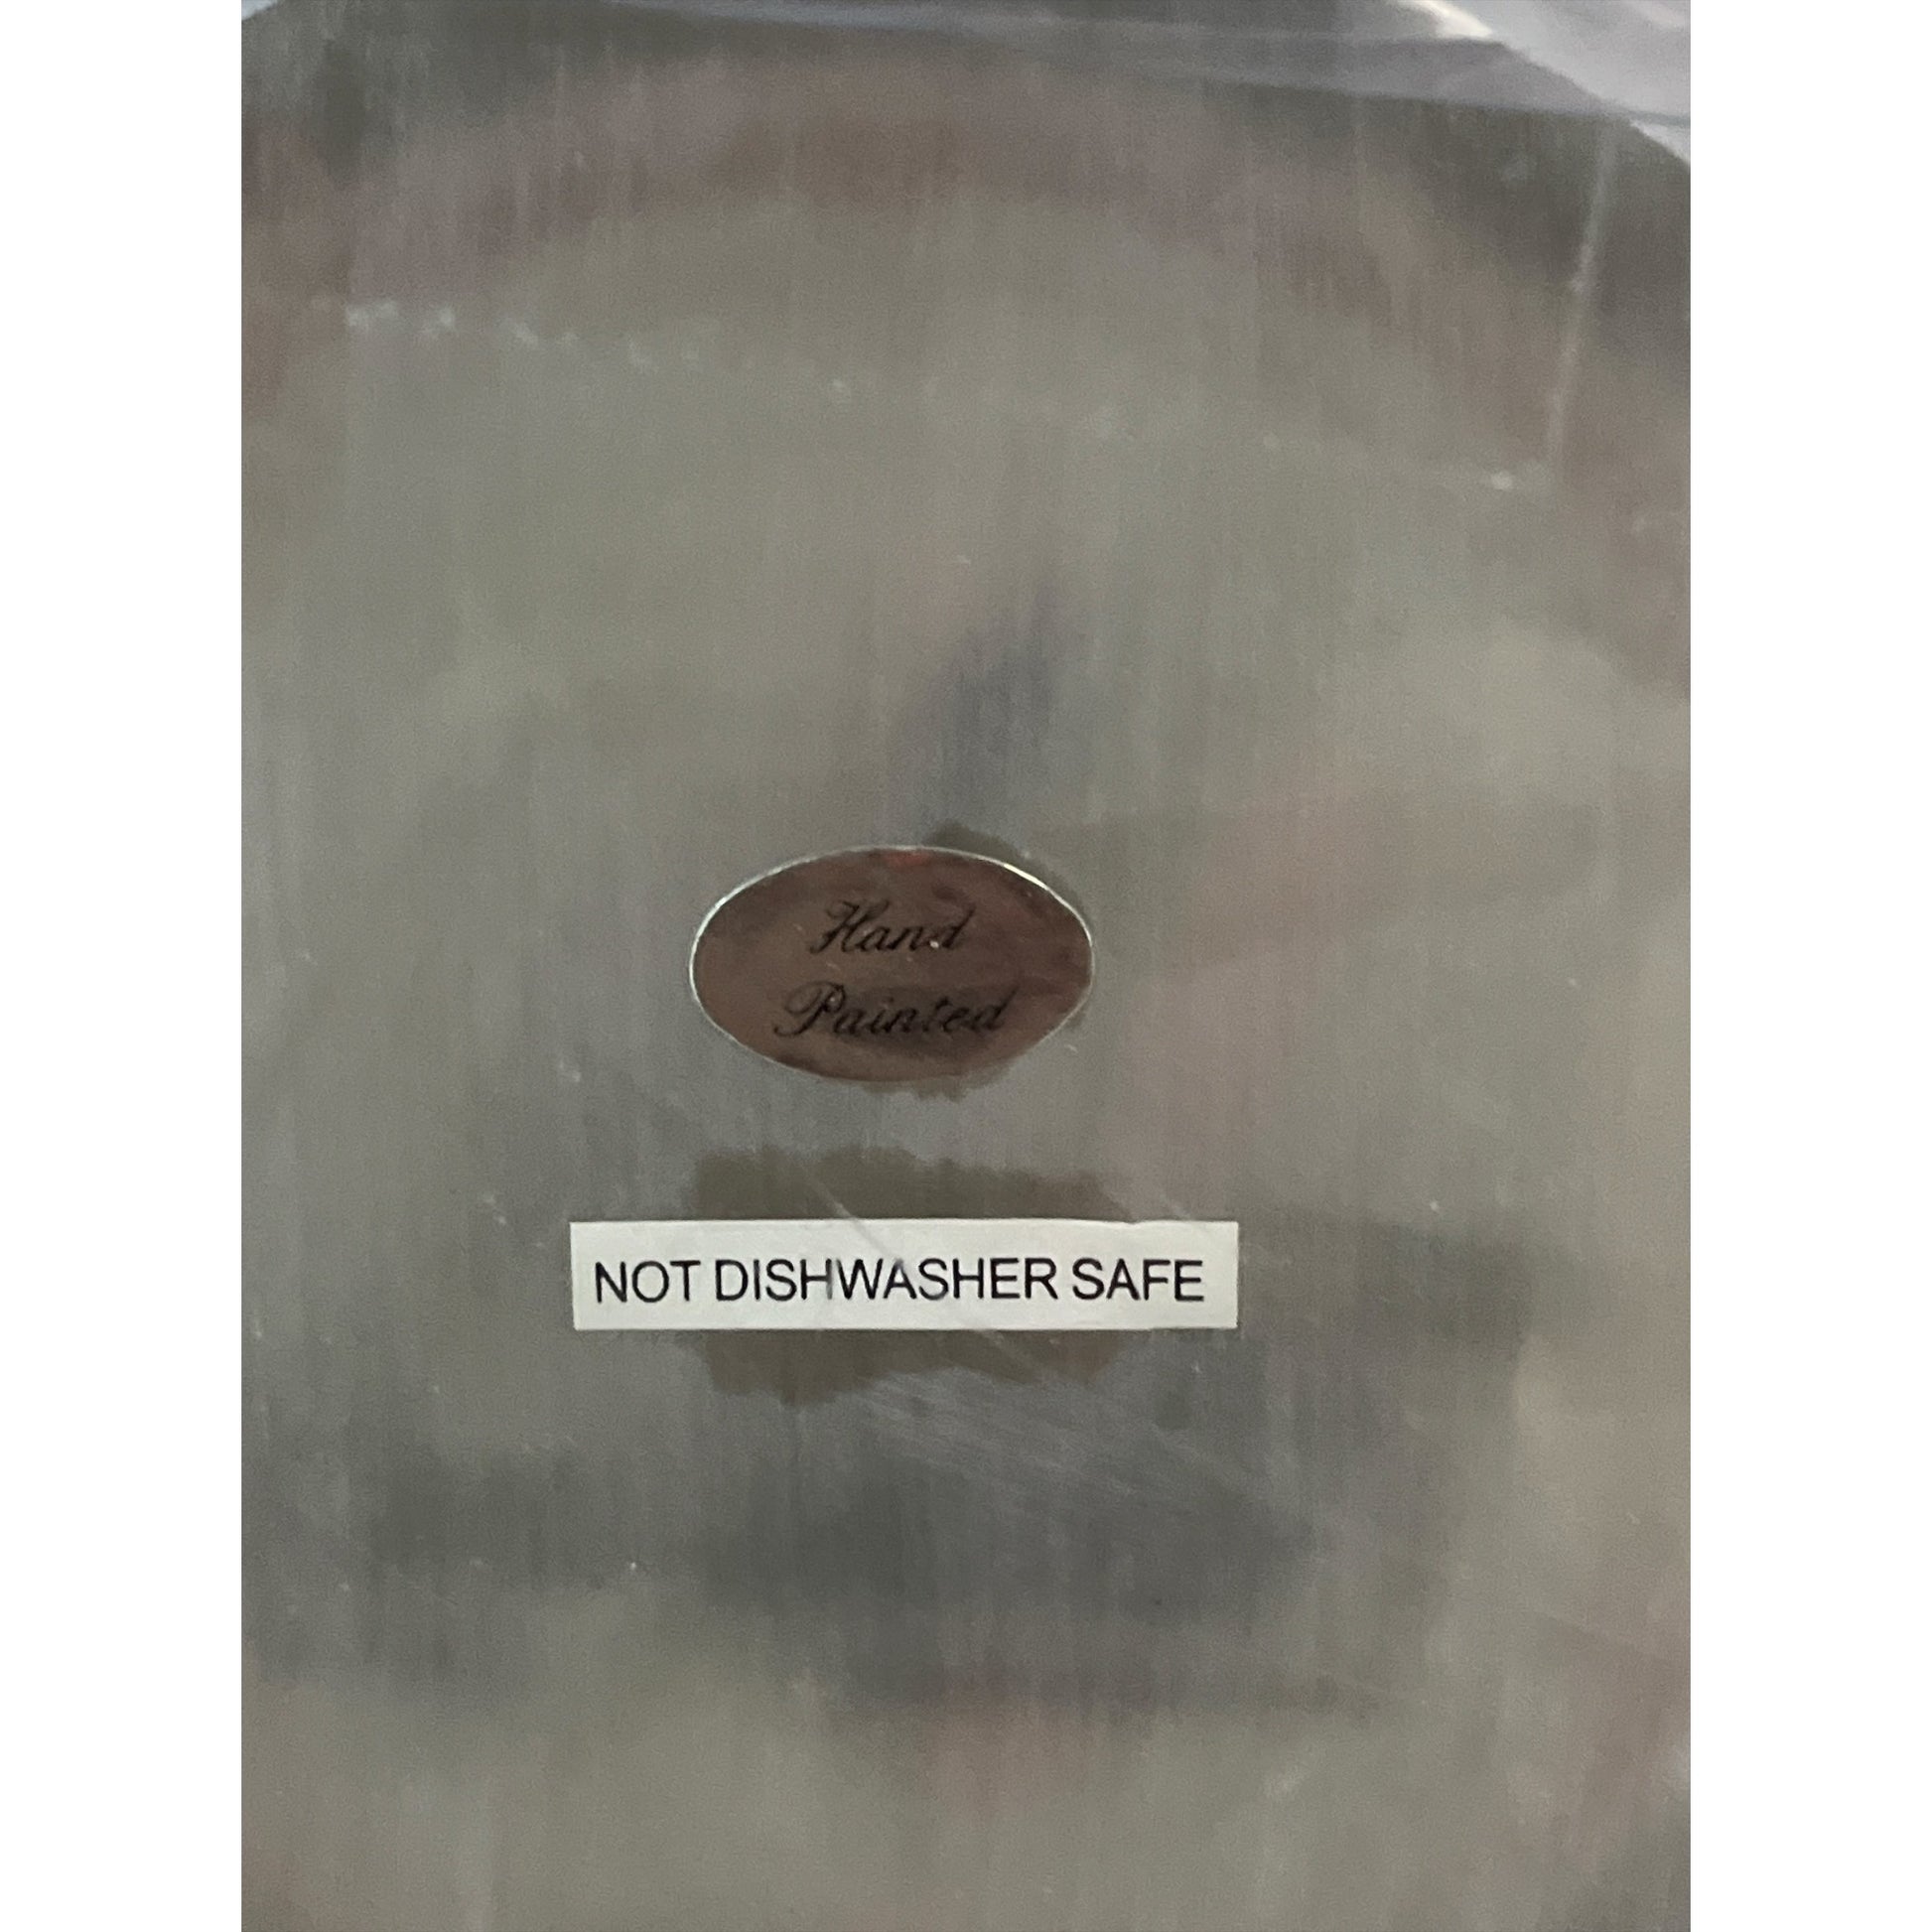 Hand
Painted
NOT DISHWASHER SAFE